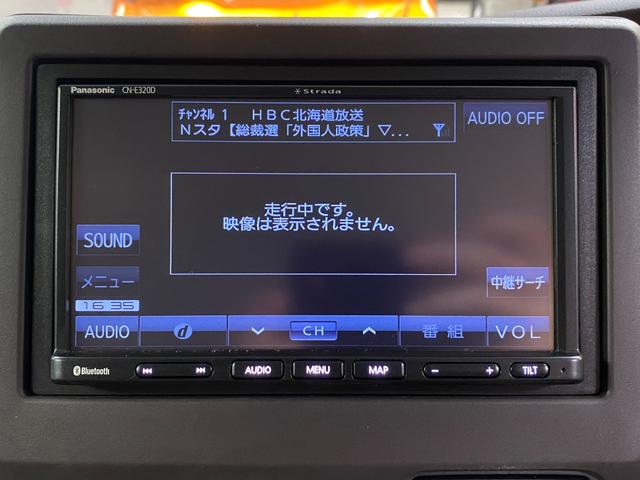 Panasonic CN-E320D Strada
ﾁｬﾝﾈﾙ 1 HBC北海道放送
Nスタ【総裁選「外国人政策」▽...
AUDIO OFF
走行中です。
映像は表示されません。
SOUND
メニュー
中継サーチ
16 35
AUDIO d CH 番組 VOL
Bluetooth AUDIO MENU MAP − + TILT